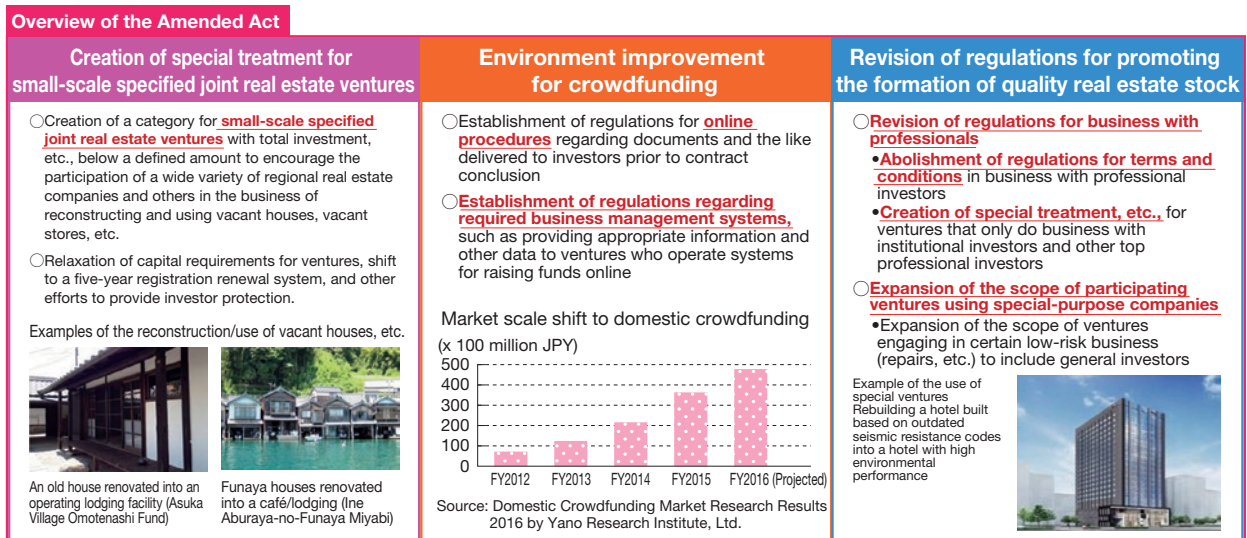 Overview of the Amended Act
Creation of special treatment for
small-scale specified joint real estate ventures
○Creation of a category for small-scale specified
joint real estate ventures with total investment,
etc., below a defined amount to encourage the
participation of a wide variety of regional real estate
companies and others in the business of
reconstructing and using vacant houses, vacant
stores, etc.
○Relaxation of capital requirements for ventures, shift
to a five-year registration renewal system, and other
efforts to provide investor protection.
Examples of the reconstruction/use of vacant houses, etc.
An old house renovated into an
operating lodging facility (Asuka
Village Omotenashi Fund)
Funaya houses renovated
into a café/lodging (Ine
Aburaya-no-Funaya Miyabi)
Environment improvement
for crowdfunding
○Establishment of regulations for online
procedures regarding documents and the like
delivered to investors prior to contract
conclusion
○Establishment of regulations regarding
required business management systems,
such as providing appropriate information and
other data to ventures who operate systems
for raising funds online
Market scale shift to domestic crowdfunding
(x 100 million JPY)
500
400
300
200
100
0
FY2012 FY2013 FY2014 FY2015 FY2016 (Projected)
Source: Domestic Crowdfunding Market Research Results
2016 by Yano Research Institute, Ltd.
Revision of regulations for promoting
the formation of quality real estate stock
○Revision of regulations for business with
professionals
•Abolishment of regulations for terms and
conditions in business with professional
investors
•Creation of special treatment, etc., for
ventures that only do business with
institutional investors and other top
professional investors
○Expansion of the scope of participating
ventures using special-purpose companies
•Expansion of the scope of ventures
engaging in certain low-risk business
(repairs, etc.) to include general investors
Example of the use of
special ventures
Rebuilding a hotel built
based on outdated
seismic resistance codes
into a hotel with high
environmental
performance